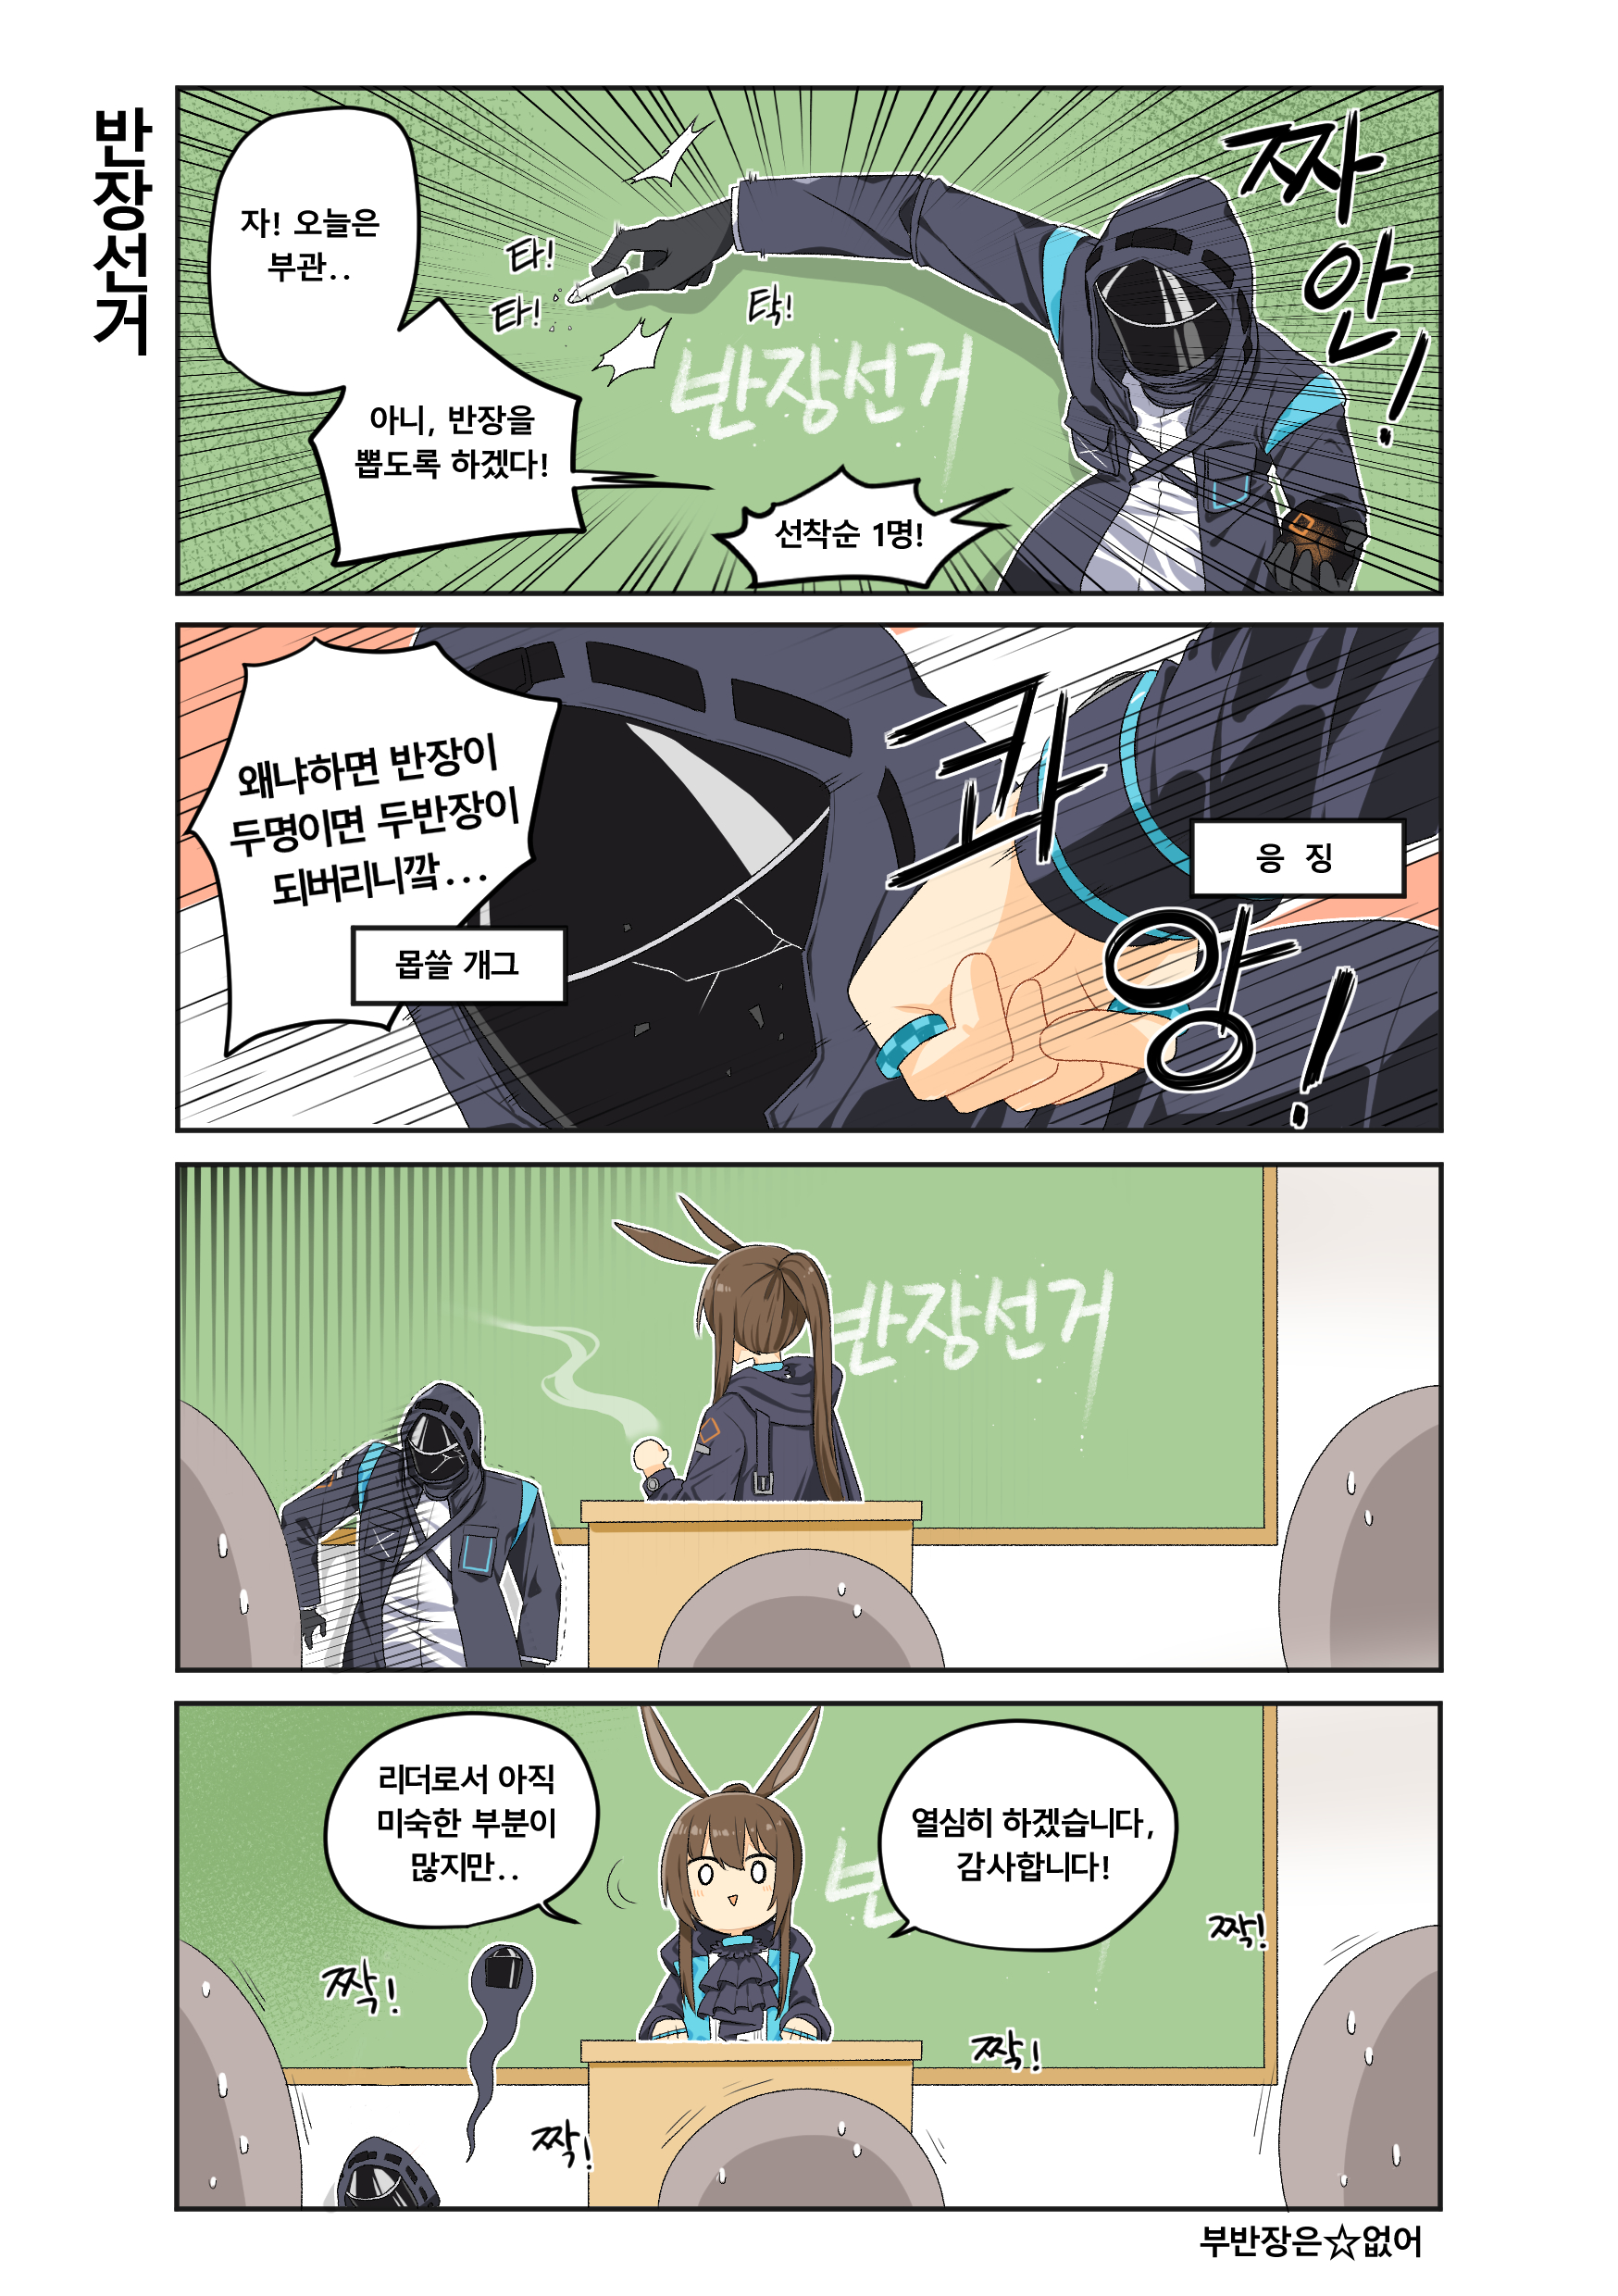 반장선거
자! 오늘은
부관..
타!
타!
탁!
짜
안!
반장선거
아니, 반장을
뽑도록 하겠다!
선착순 1명!
왜냐하면 반장이
두명이면 두반장이
되버리니깤...
몹쓸 개그
콰
앙!
응 징
반장선거
리더로서 아직
미숙한 부분이
많지만..
열심히 하겠습니다,
감사합니다!
반
짝!
짝!
짝!
짝!
부반장은☆없어